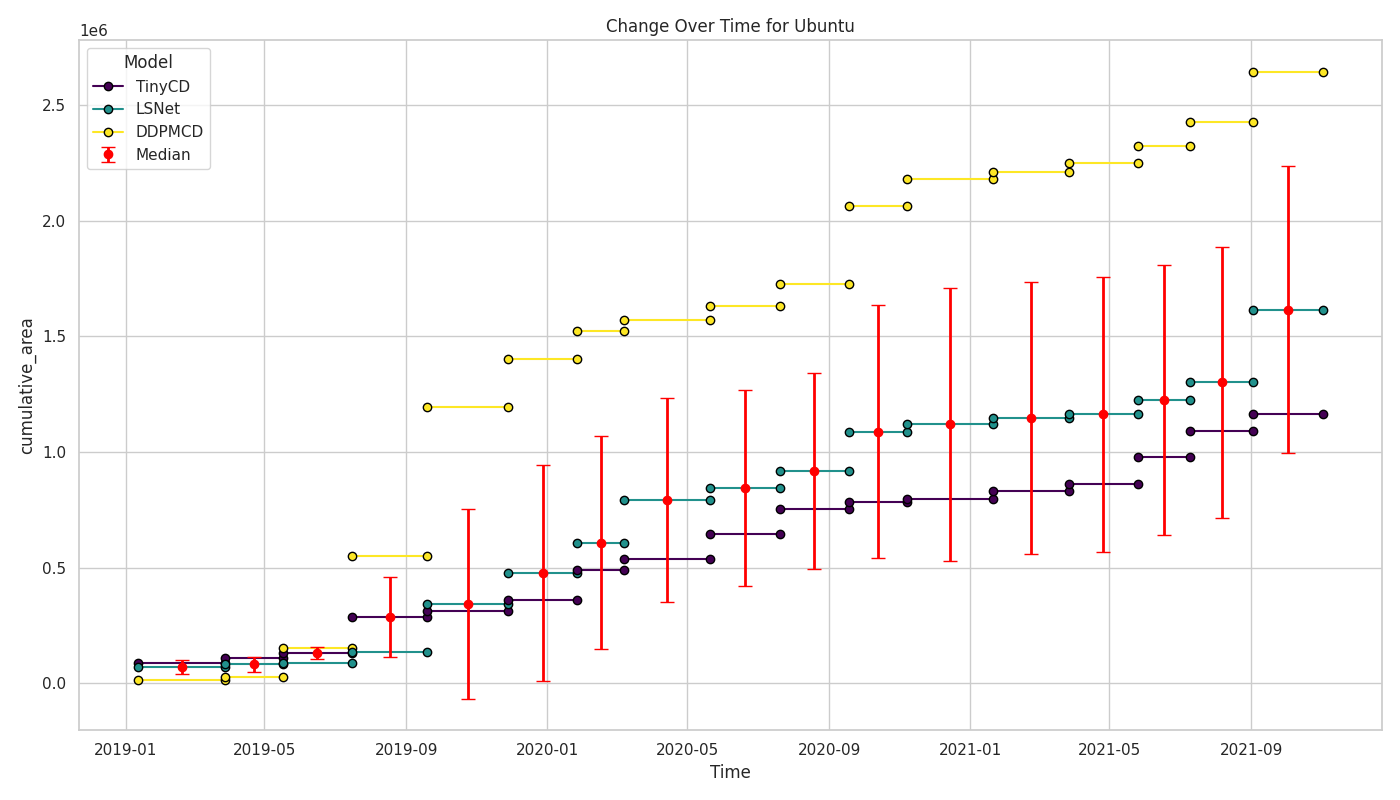 Change Over Time for Ubuntu
1e6
Model
TinyCD
LSNet
DDPMCD
Median
2.5
2.0
1.5
1.0
0.5
0.0
cumulative_area
2019-01 2019-05 2019-09 2020-01 2020-05 2020-09 2021-01 2021-05 2021-09
Time